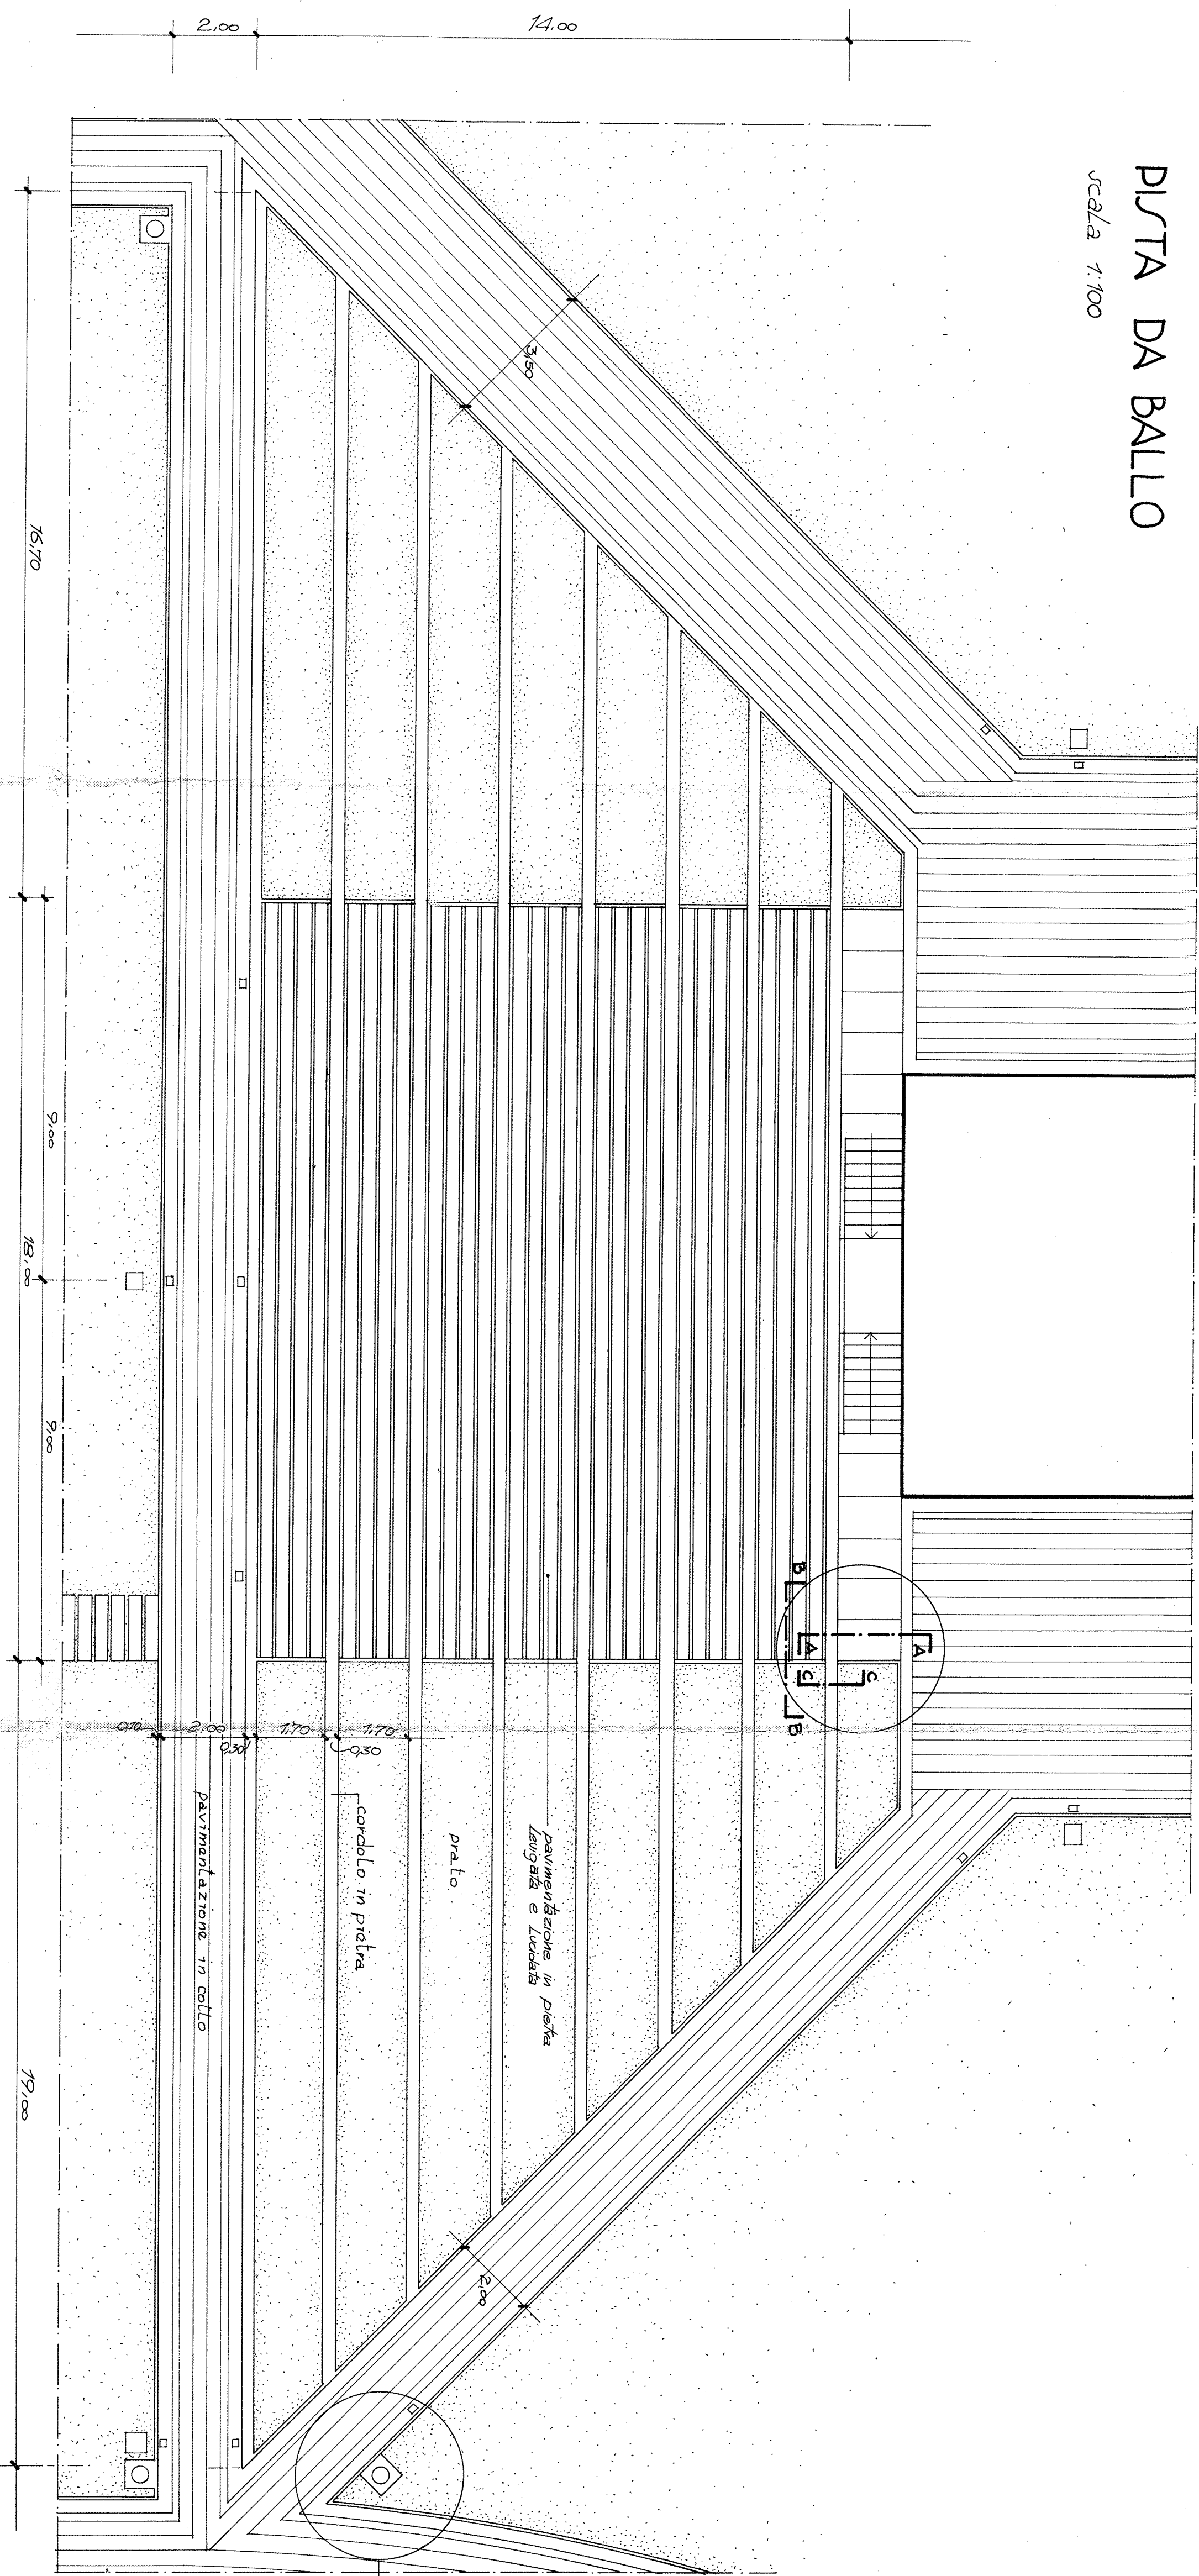 PISTA DA BALLO
scala 1:100
2,00
14.00
3,50
16,70
9,00
18,00
9,00
19,00
B
A
A
C
C
B
0,10
2,00
0,30
1,70
0,30
1,70
pavimentazione in pietra
levigata e lucidata
prato
cordolo in pietra
pavimentazione in cotto
2,00